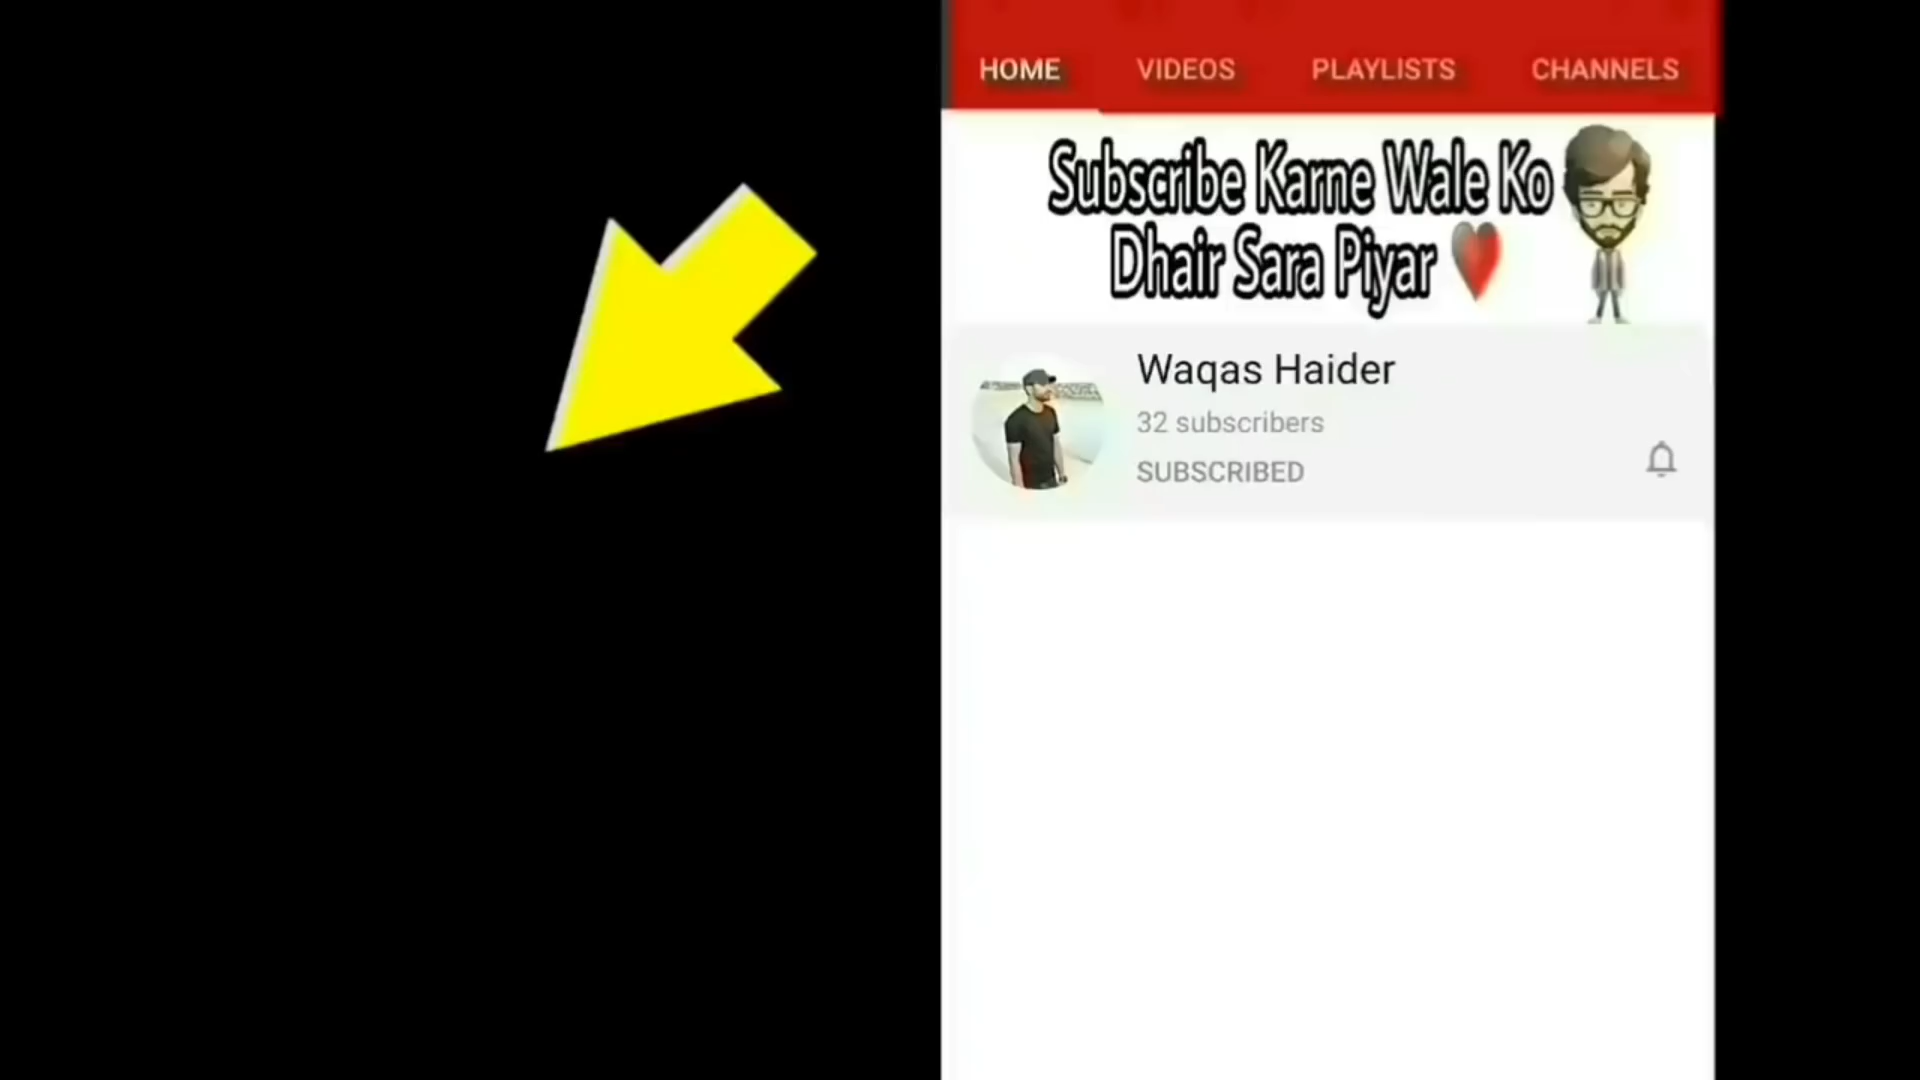 HOME VIDEOS PLAYLISTS CHANNELS
Subscribe Karne Wale Ko
Dhair Sara Piyar
Waqas Haider
32 subscribers
SUBSCRIBED